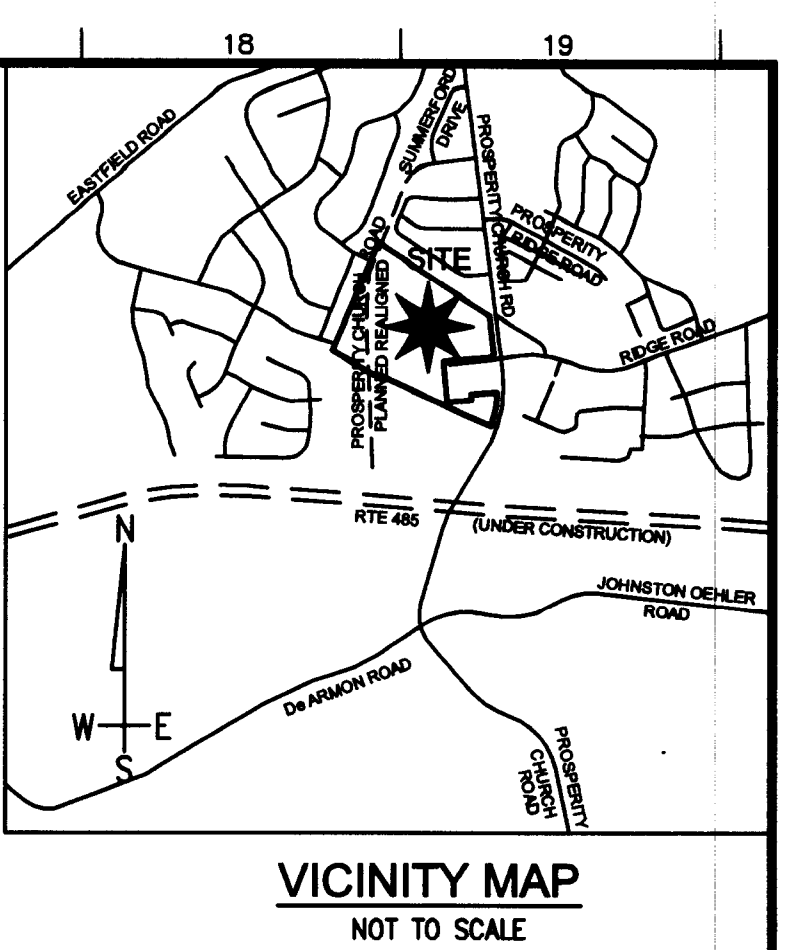 18
19
EASTFIELD ROAD
SUMMERFORD
DRIVE
PROSPERITY CHURCH RD
PROSPERITY
RIDGE ROAD
SITE
PROSPERITY CHURCH ROAD
PLANNED REALIGNED
RIDGE ROAD
RTE 485
(UNDER CONSTRUCTION)
N
W
E
S
JOHNSTON OEHLER
ROAD
De ARMON ROAD
PROSPERITY
CHURCH
ROAD
VICINITY MAP
NOT TO SCALE